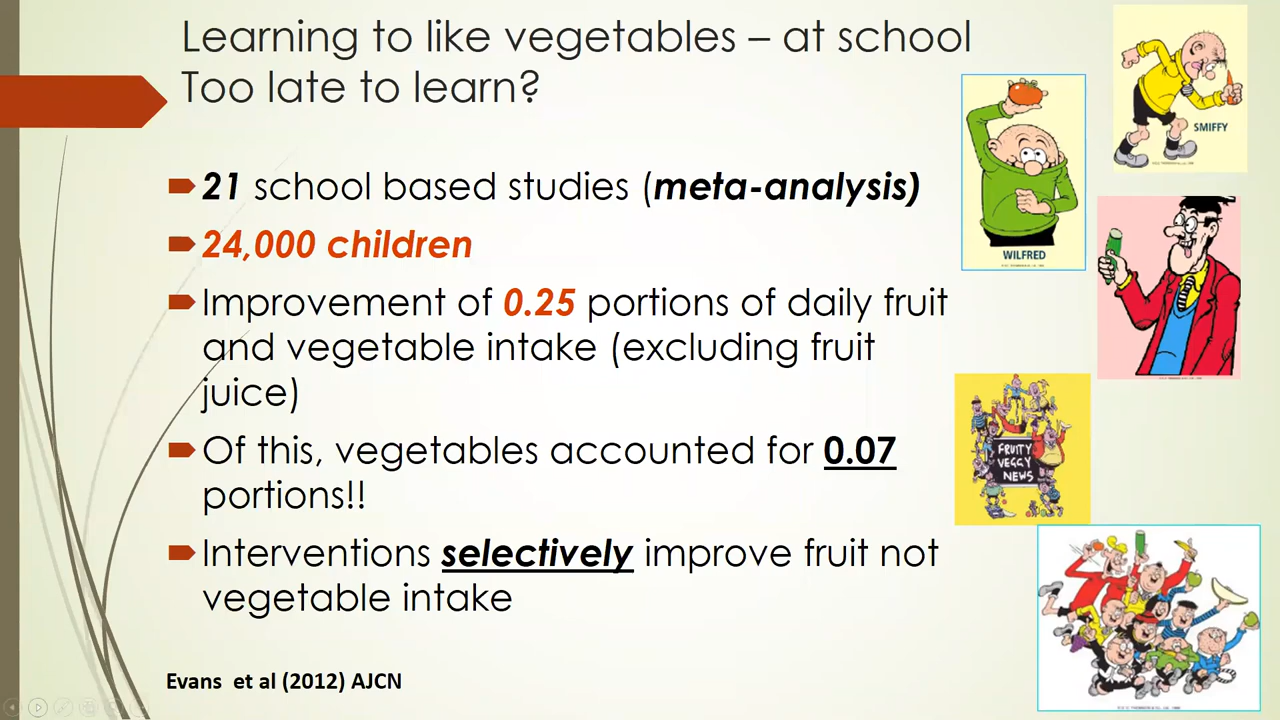 Learning to like vegetables – at school
Too late to learn?
21 school based studies (meta-analysis)
24,000 children
Improvement of 0.25 portions of daily fruit
and vegetable intake (excluding fruit
juice)
Of this, vegetables accounted for 0.07
portions!!
Interventions selectively improve fruit not
vegetable intake
Evans et al (2012) AJCN
SMIFFY
WILFRED
FRUITY
VEGGY
NEWS